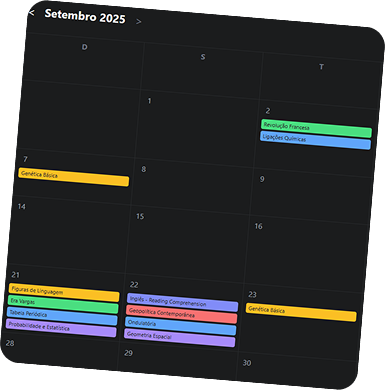 < Setembro 2025 >
D S T
1 2
Revolução Francesa
Ligações Químicas
7 8 9
Genética Básica
14 15 16
21 22 23
Figuras de Linguagem
Era Vargas
Tabela Periódica
Probabilidade e Estatística
Inglês - Reading Comprehension
Geopolítica Contemporânea
Ondulatória
Geometria Espacial
Genética Básica
28 29 30